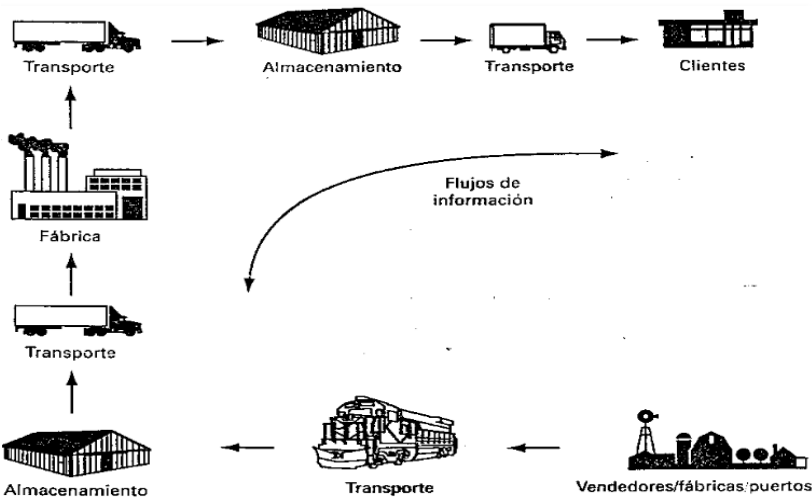 Transporte
Almacenamiento
Transporte
Clientes
Flujos de
información
Fábrica
Transporte
Almacenamiento
Transporte
Vendedores/fábricas/puertos